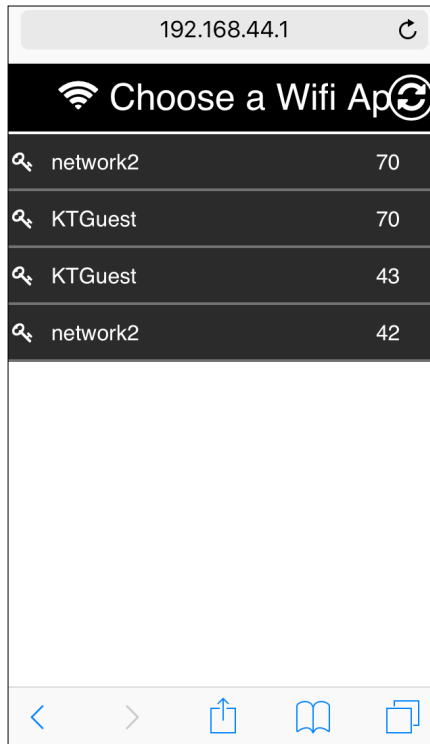 192.168.44.1
Choose a Wifi Ap
network2 70
KTGuest 70
KTGuest 43
network2 42